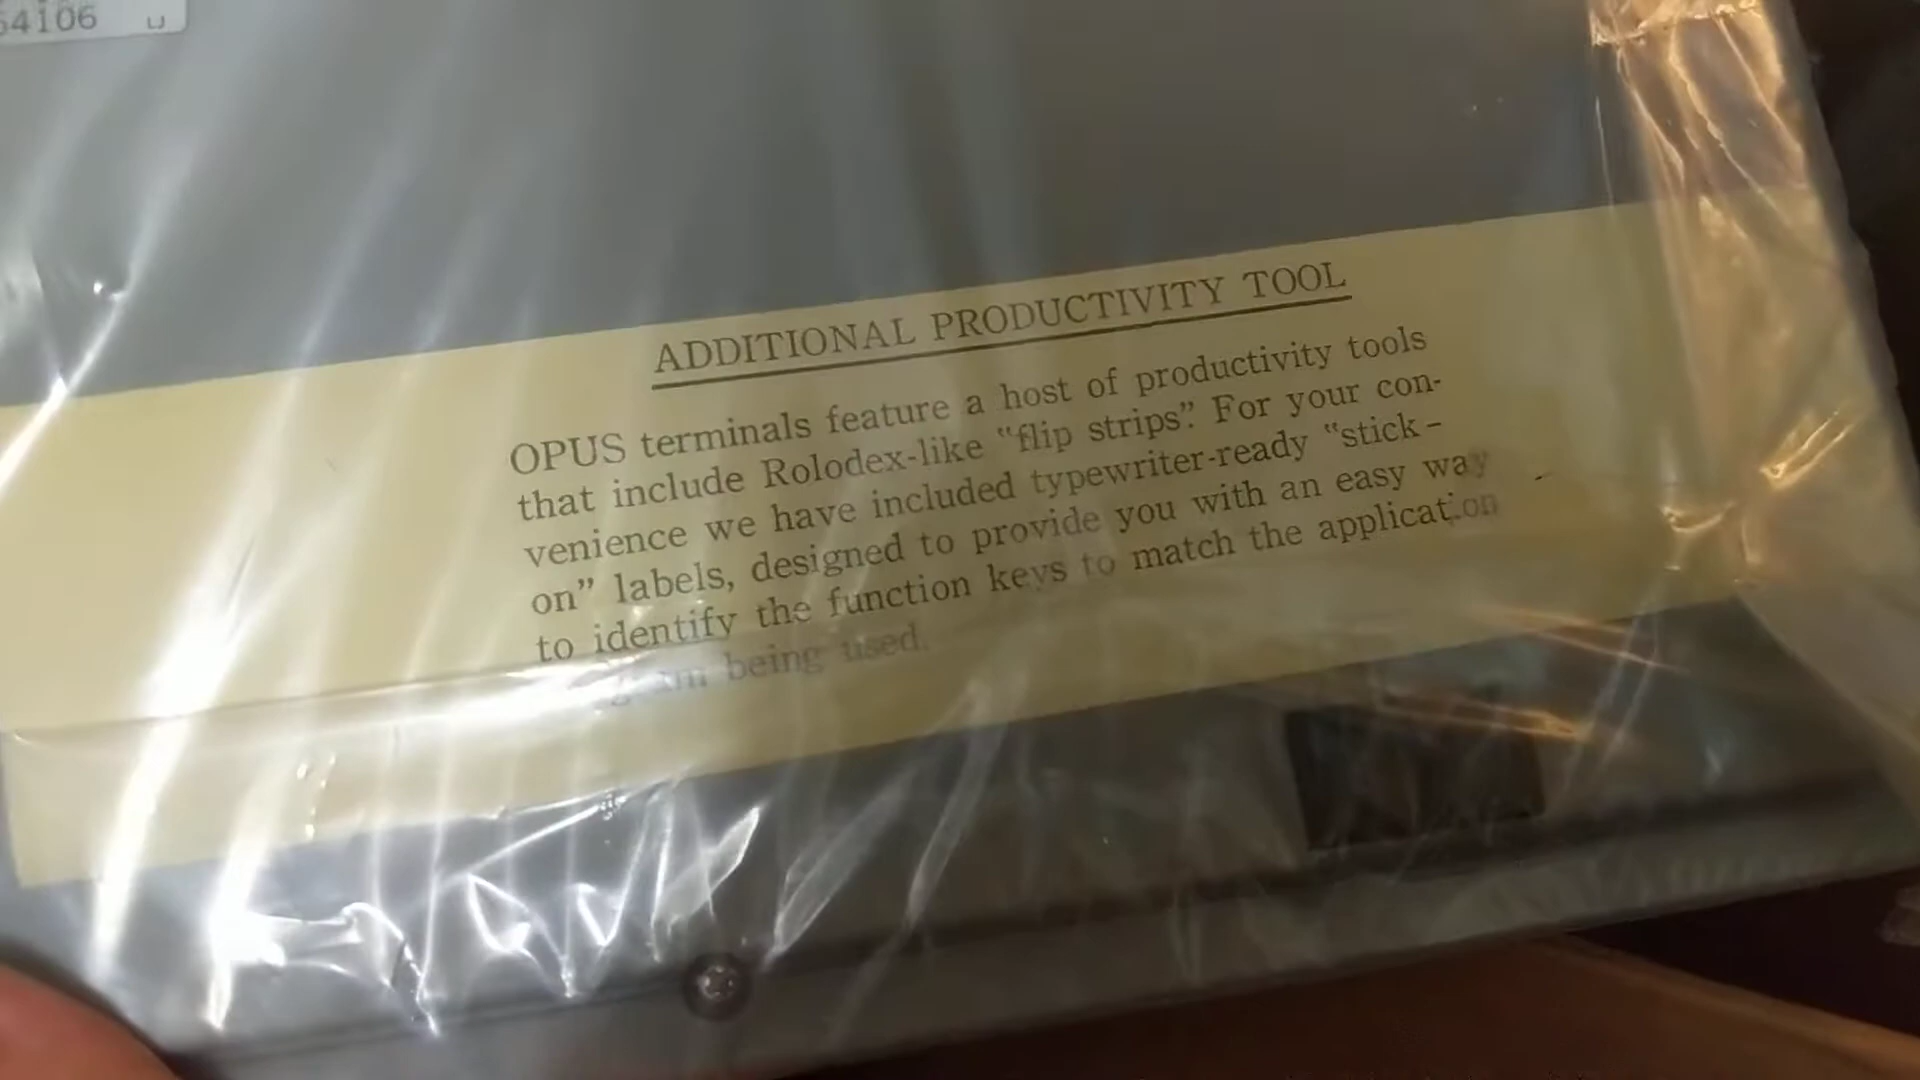 54106
ADDITIONAL PRODUCTIVITY TOOL
OPUS terminals feature a host of productivity tools
that include Rolodex-like "flip strips". For your con-
venience we have included typewriter-ready "stick-
on" labels, designed to provide you with an easy way
to identify the function keys to match the application
being used.